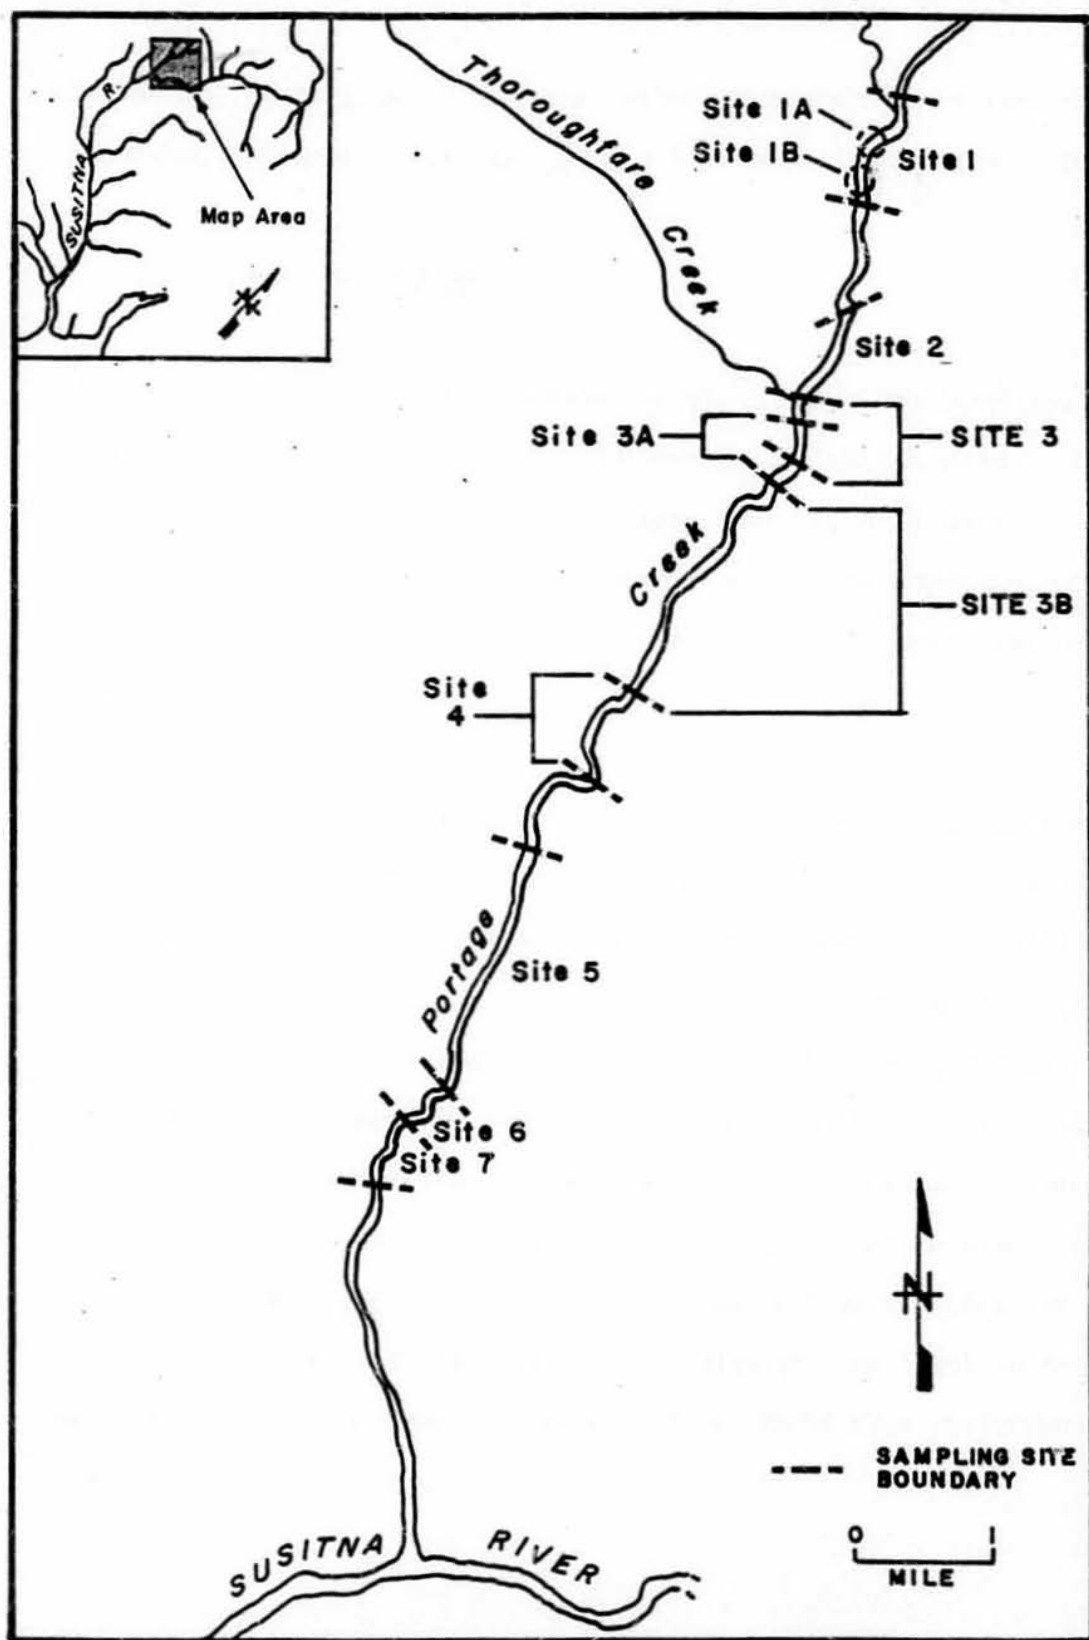 R.
SUSITNA
Map Area
N
Thoroughfare
Creek
Site 1A
Site 1B
Site 1
Site 2
Site 3A
SITE 3
Creek
SITE 3B
Site
4
Portage
Site 5
Site 6
Site 7
N
SAMPLING SITE
BOUNDARY
0 1
MILE
SUSITNA RIVER